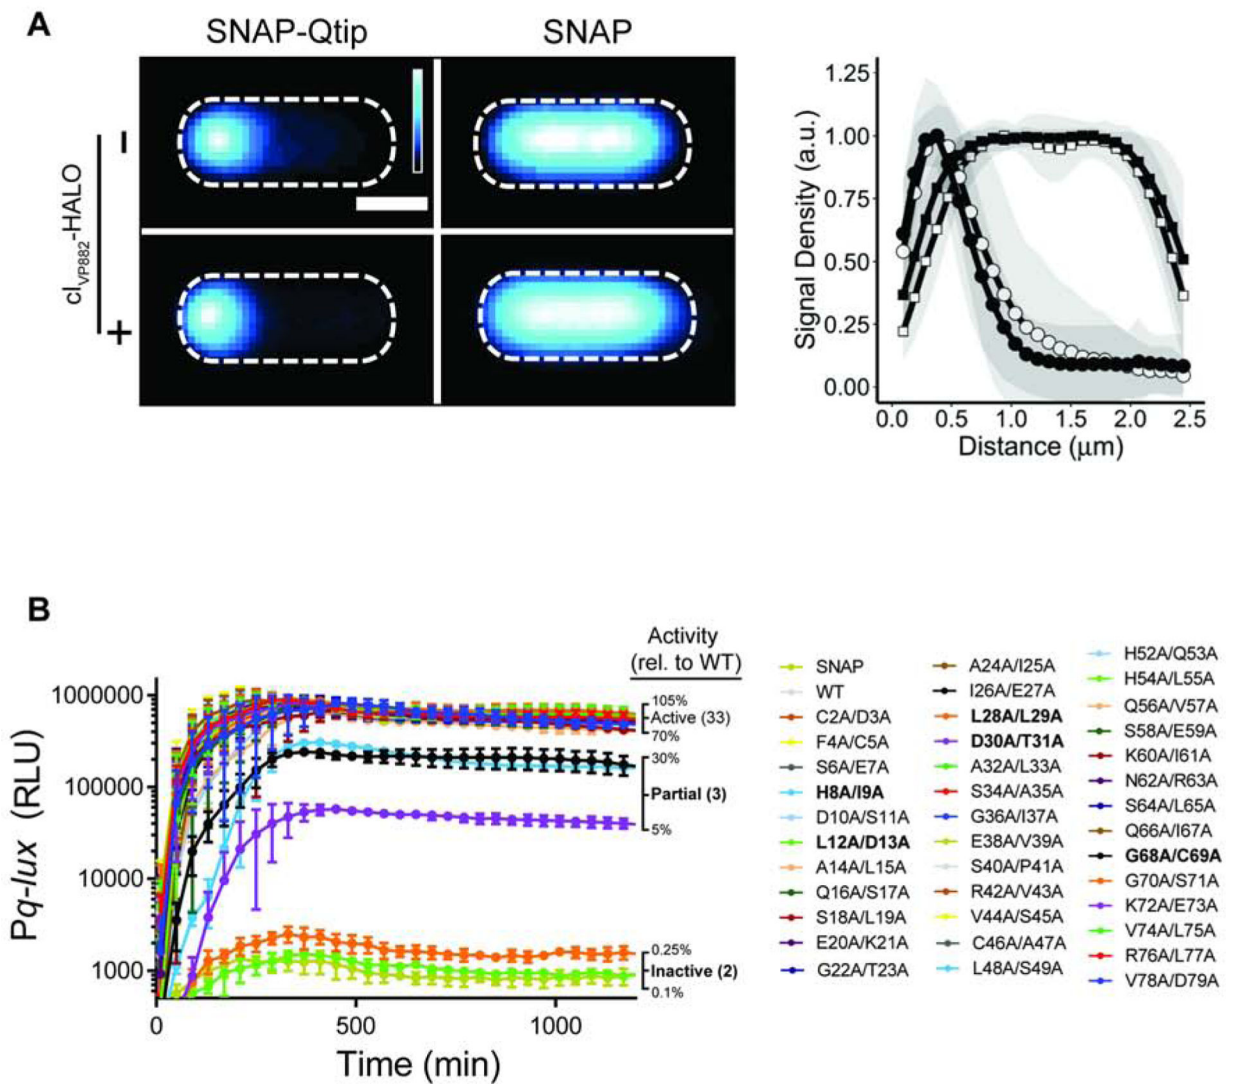 A
SNAP-Qtip
SNAP
cI_VP882-HALO
–
+
Signal Density (a.u.)
1.25
1.00
0.75
0.50
0.25
0.00
0.0 0.5 1.0 1.5 2.0 2.5
Distance (μm)
B
Pq-lux (RLU)
1000000
100000
10000
1000
0 500 1000
Time (min)
Activity
(rel. to WT)
105%
Active (33)
70%
30%
Partial (3)
5%
0.25%
Inactive (2)
0.1%
SNAP
WT
C2A/D3A
F4A/C5A
S6A/E7A
H8A/I9A
D10A/S11A
L12A/D13A
A14A/L15A
Q16A/S17A
S18A/L19A
E20A/K21A
G22A/T23A
A24A/I25A
I26A/E27A
L28A/L29A
D30A/T31A
A32A/L33A
S34A/A35A
G36A/I37A
E38A/V39A
S40A/P41A
R42A/V43A
V44A/S45A
C46A/A47A
L48A/S49A
H52A/Q53A
H54A/L55A
Q56A/V57A
S58A/E59A
K60A/I61A
N62A/R63A
S64A/L65A
Q66A/I67A
G68A/C69A
G70A/S71A
K72A/E73A
V74A/L75A
R76A/L77A
V78A/D79A